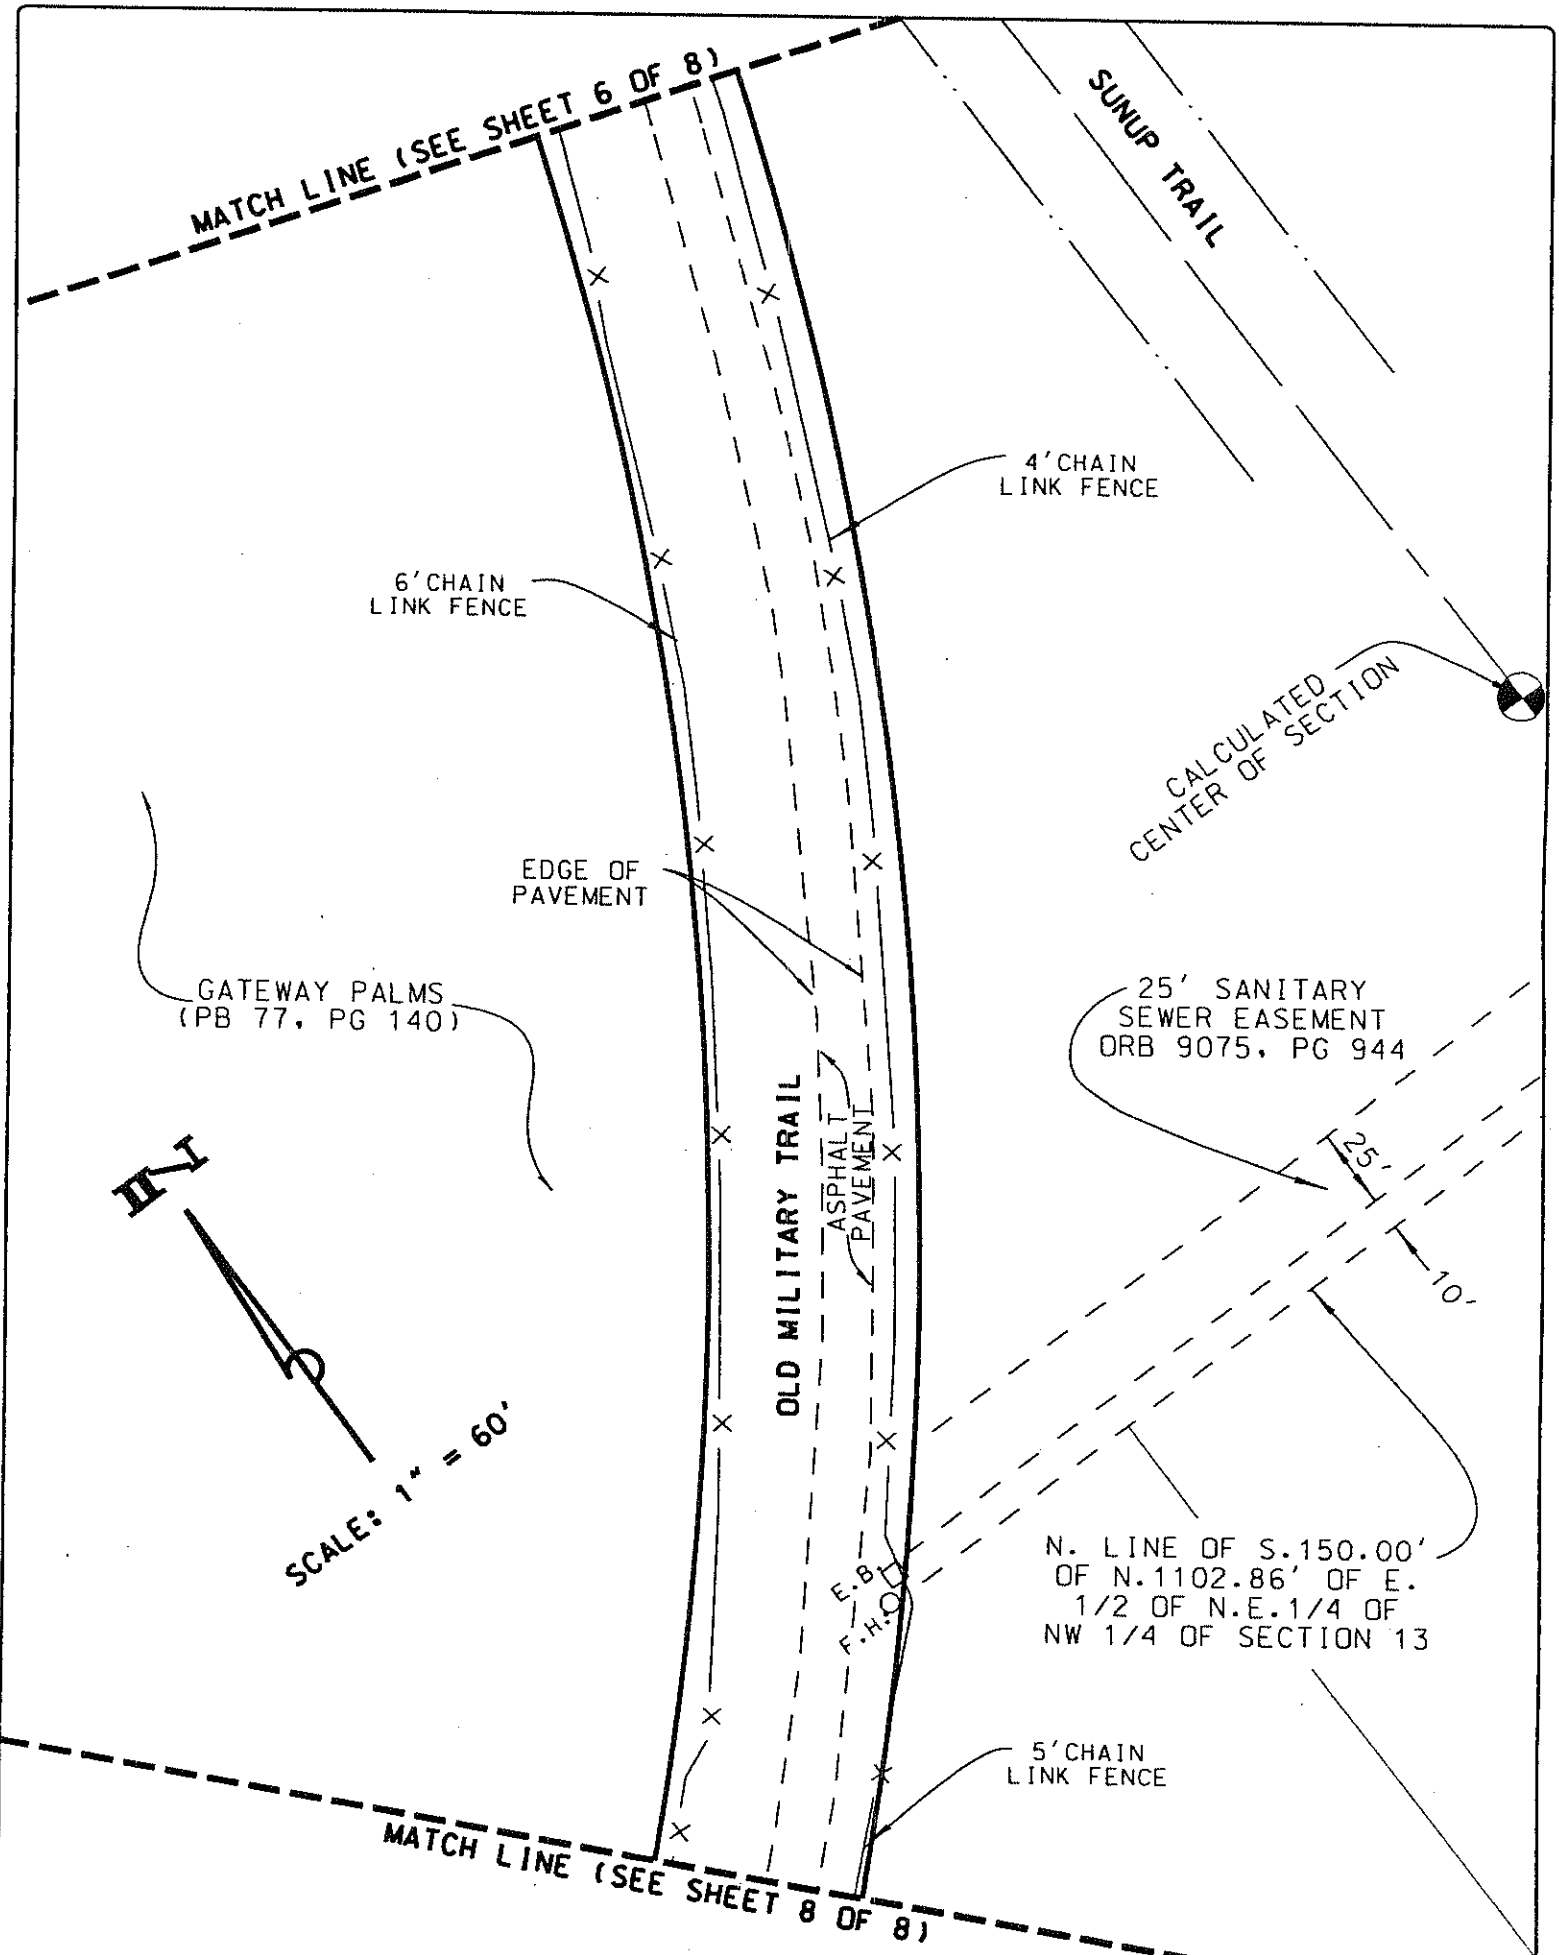 MATCH LINE (SEE SHEET 6 OF 8)
SUNUP TRAIL
4'CHAIN
LINK FENCE
6'CHAIN
LINK FENCE
CALCULATED
CENTER OF SECTION
EDGE OF
PAVEMENT
GATEWAY PALMS
(PB 77, PG 140)
25' SANITARY
SEWER EASEMENT
ORB 9075, PG 944
OLD MILITARY TRAIL
ASPHALT
PAVEMENT
25'
10'
SCALE: 1" = 60'
E.B.
F.H.
N. LINE OF S.150.00'
OF N.1102.86' OF E.
1/2 OF N.E.1/4 OF
NW 1/4 OF SECTION 13
5'CHAIN
LINK FENCE
MATCH LINE (SEE SHEET 8 OF 8)